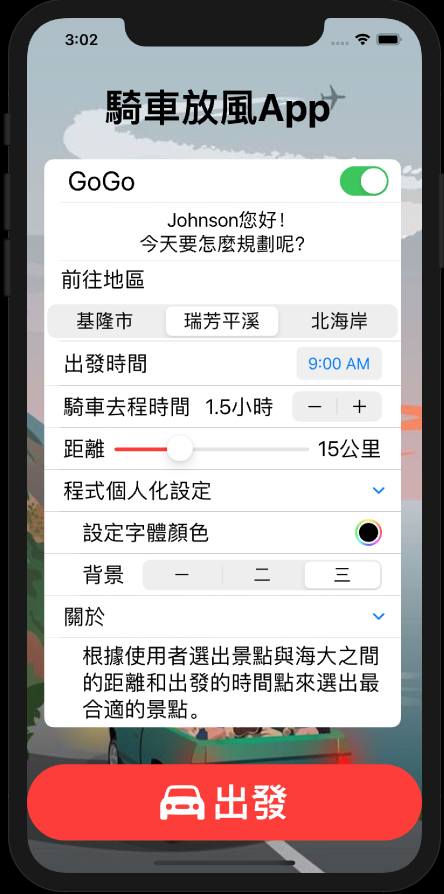 3:02
騎車放風App
GoGo
Johnson您好！
今天要怎麼規劃呢?
前往地區
基隆市 瑞芳平溪 北海岸
出發時間 9:00 AM
騎車去程時間 1.5小時 − +
距離 15公里
程式個人化設定
設定字體顏色
背景 一 二 三
關於
根據使用者選出景點與海大之間
的距離和出發的時間點來選出最
合適的景點。
出發